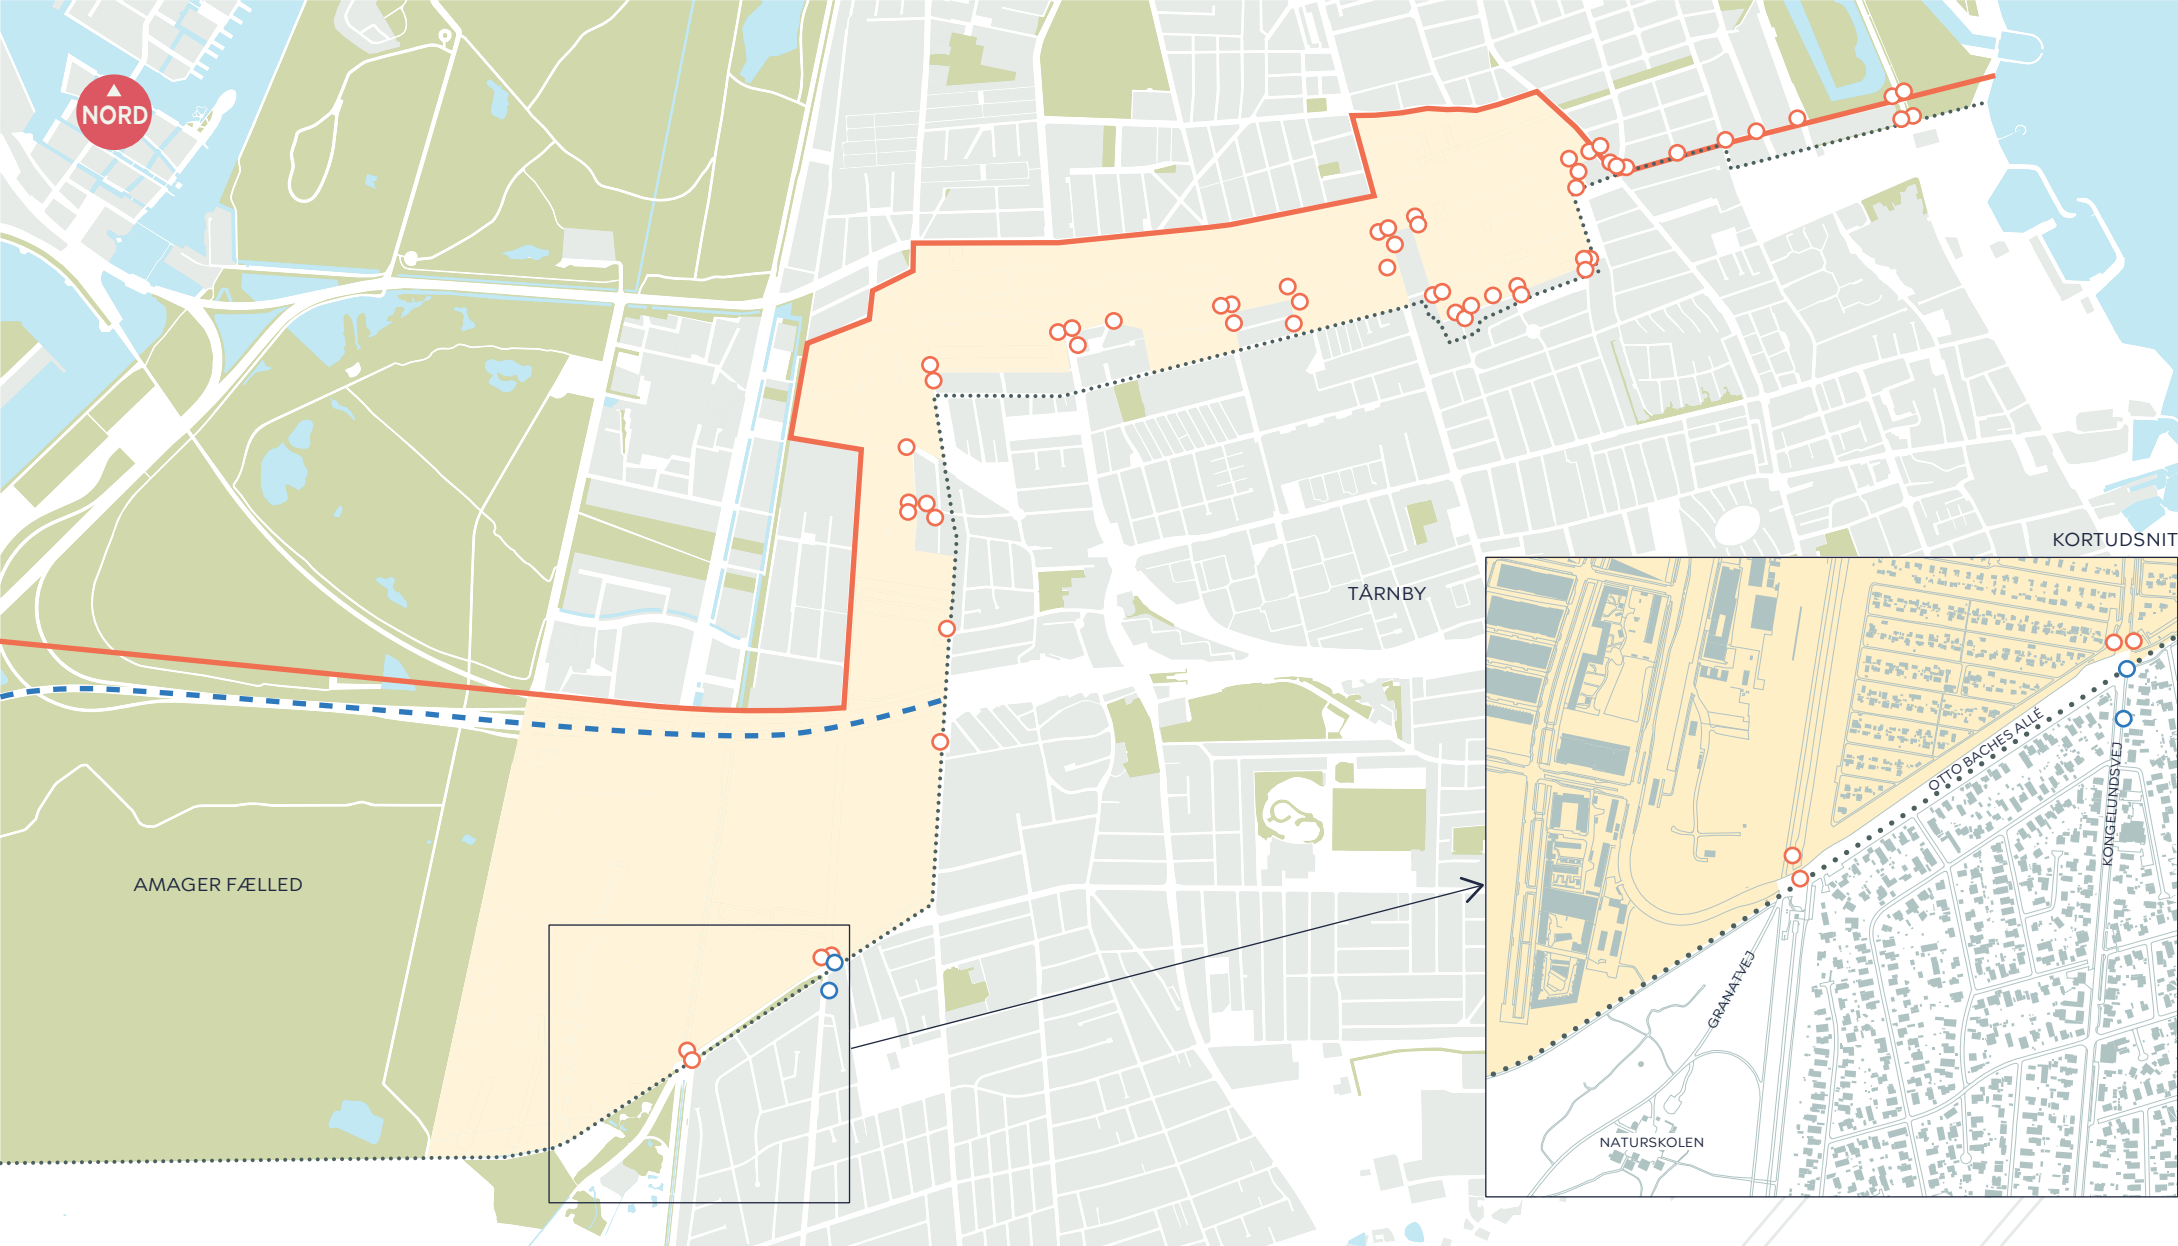 NORD
KORTUDSNIT
TÅRNBY
OTTO BACHES ALLÉ
KONGELUNDSVEJ
AMAGER FÆLLED
GRANATVEJ
NATURSKOLEN